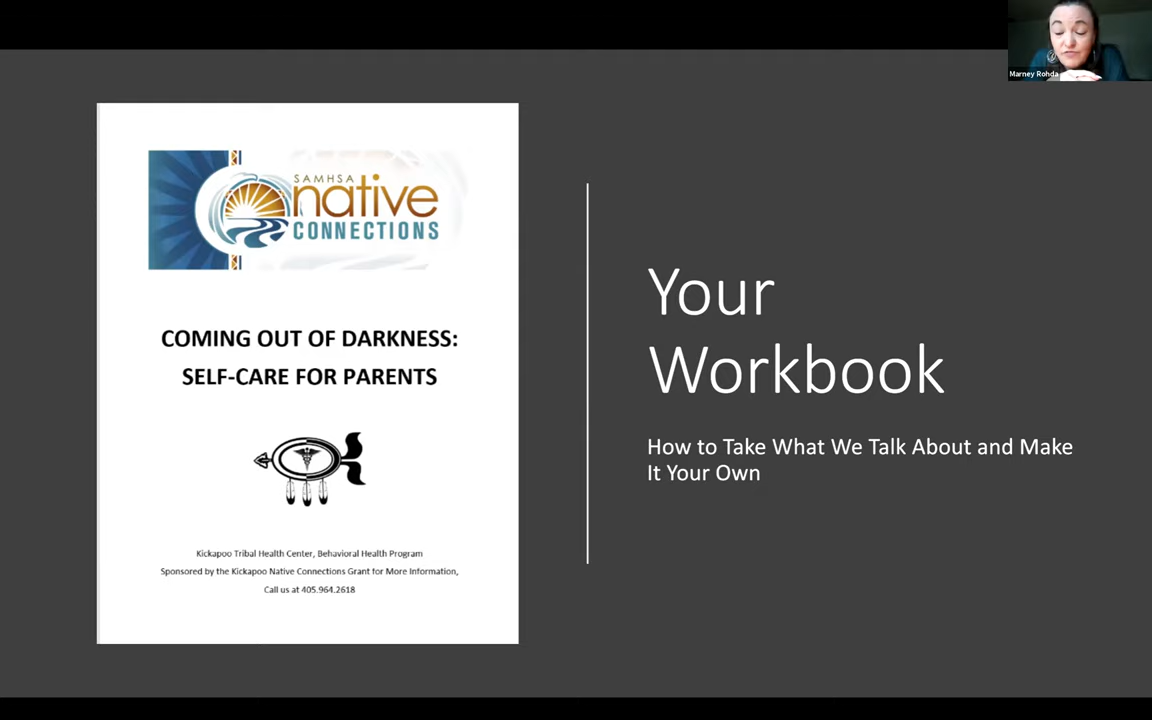 Marney Rohda
SAMHSA
native
CONNECTIONS
COMING OUT OF DARKNESS:
SELF-CARE FOR PARENTS
Kickapoo Tribal Health Center, Behavioral Health Program
Sponsored by the Kickapoo Native Connections Grant for More Information,
Call us at 405.964.2618
Your
Workbook
How to Take What We Talk About and Make
It Your Own